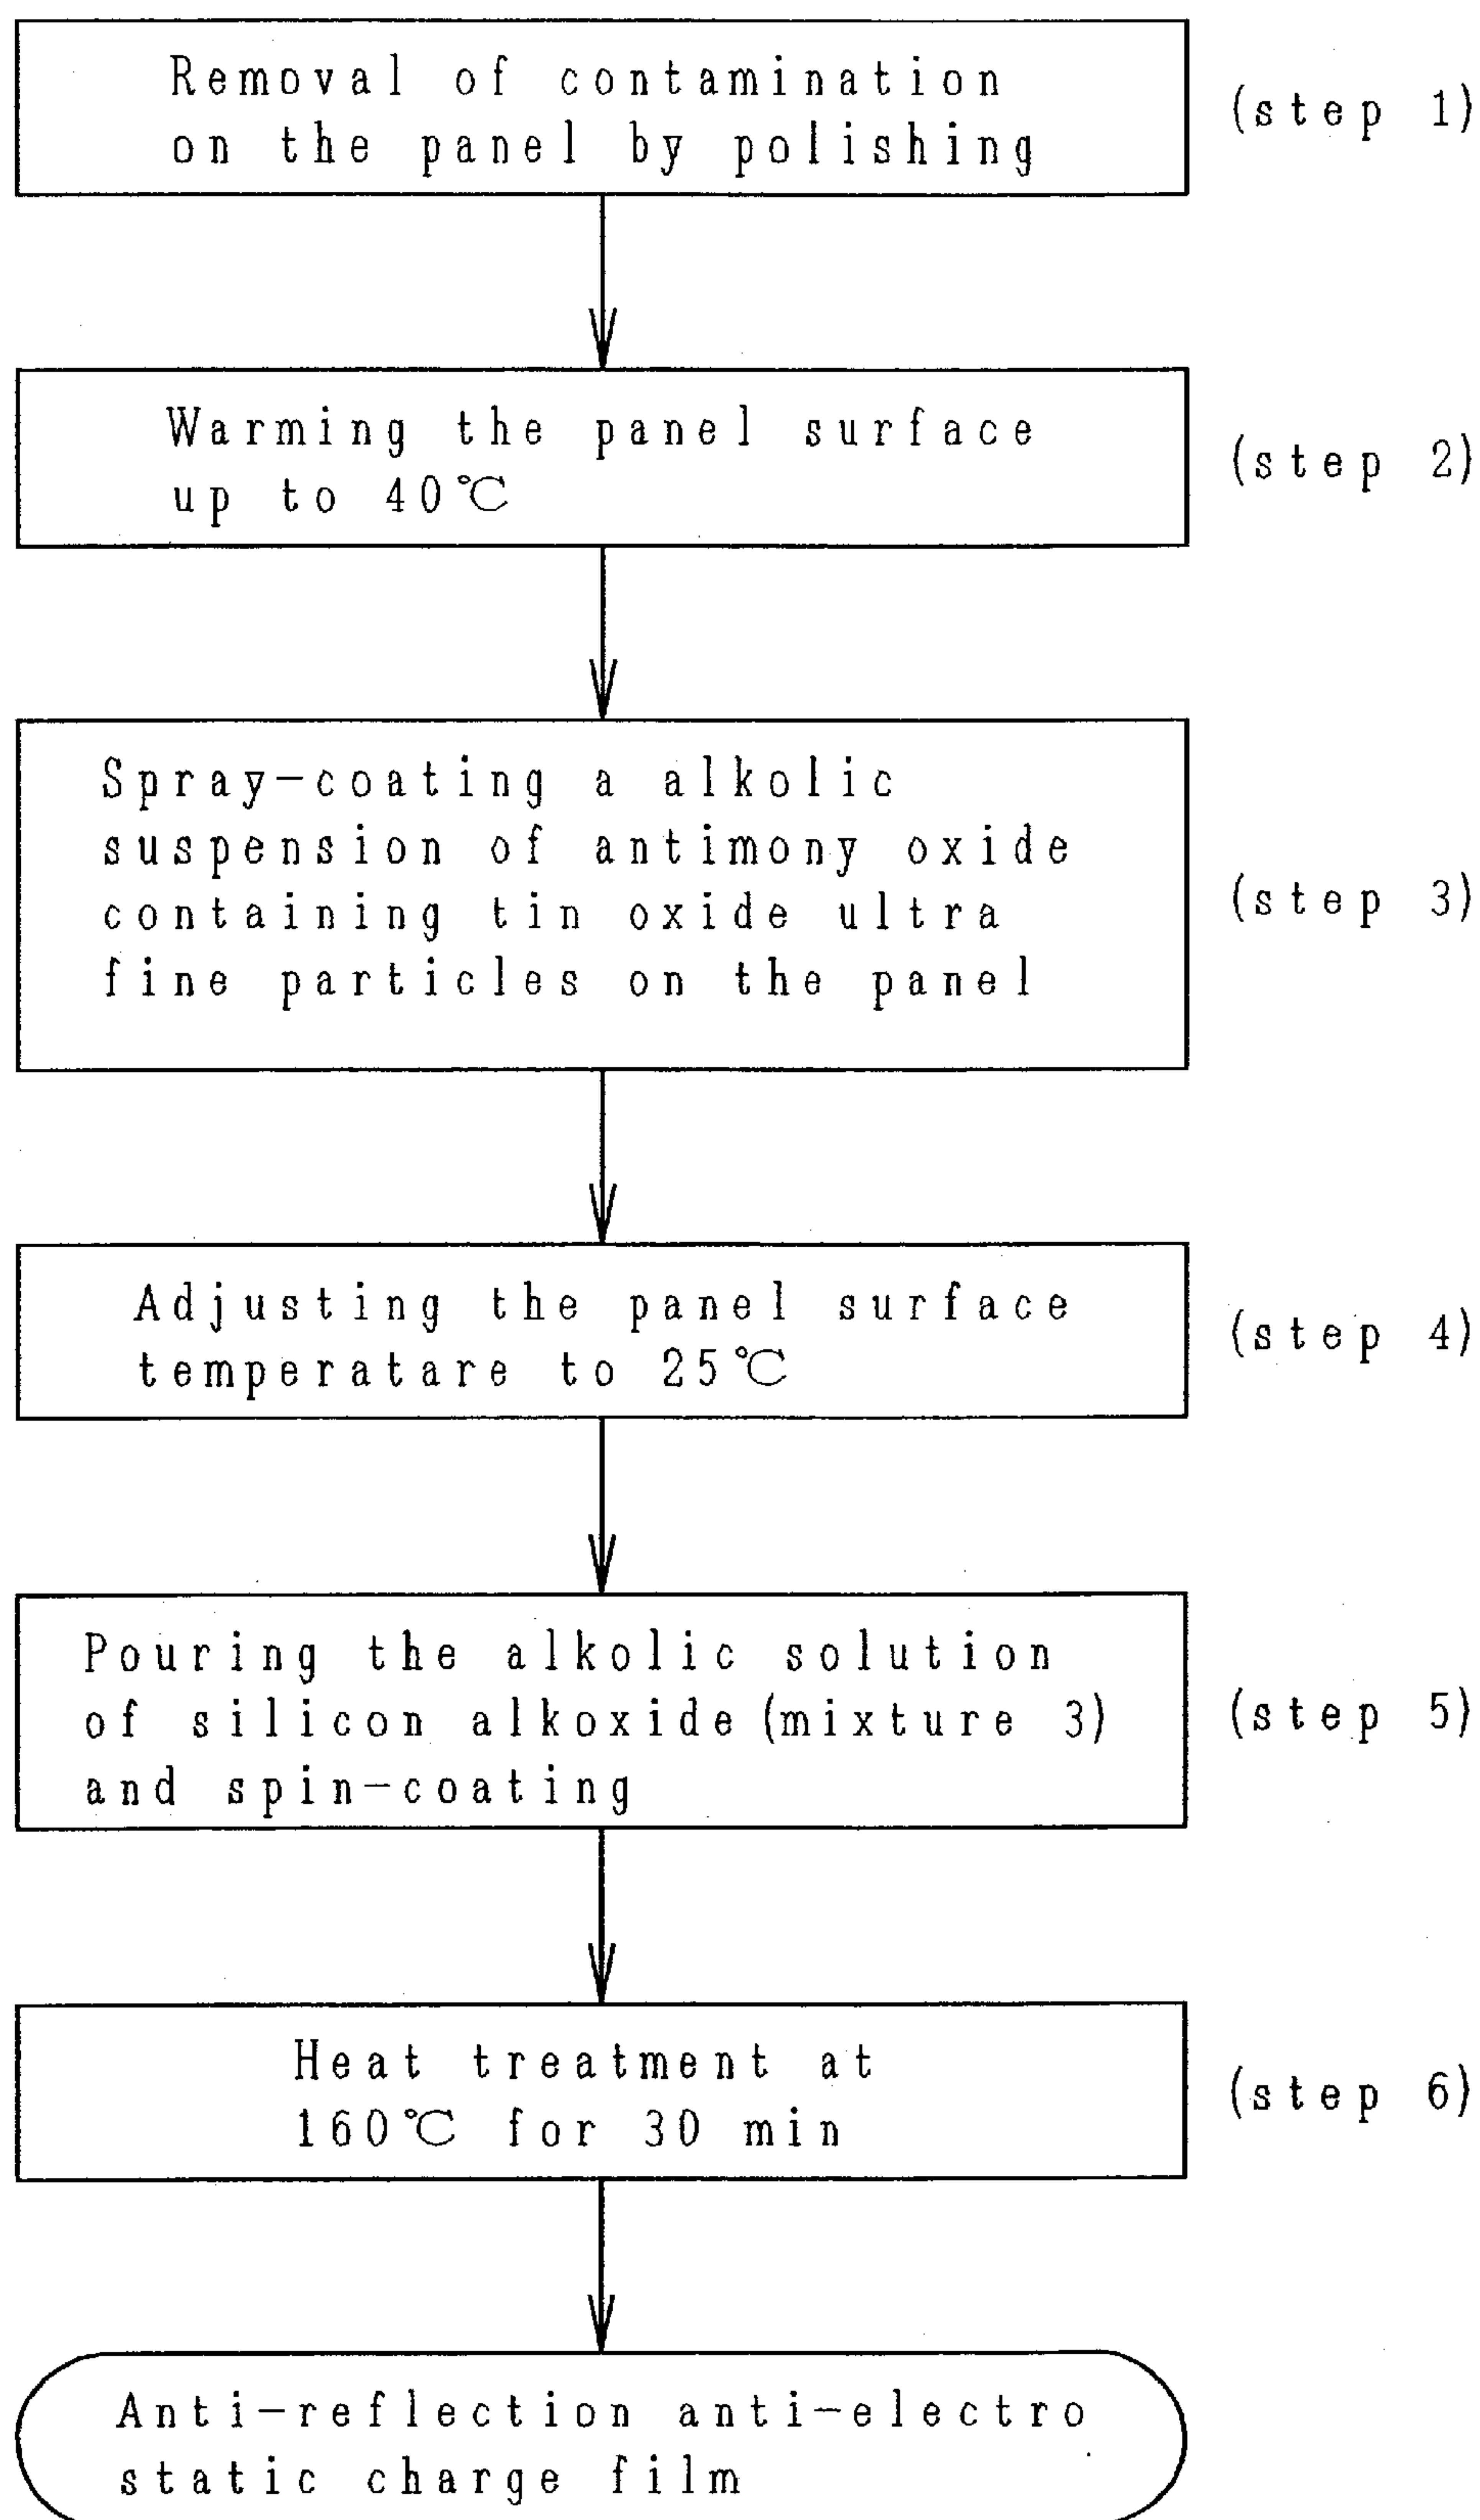 Removal of contamination
on the panel by polishing
(step 1)
Warming the panel surface
up to 40℃
(step 2)
Spray-coating a alkolic
suspension of antimony oxide
containing tin oxide ultra
fine particles on the panel
(step 3)
Adjusting the panel surface
temperatare to 25℃
(step 4)
Pouring the alkolic solution
of silicon alkoxide(mixture 3)
and spin-coating
(step 5)
Heat treatment at
160℃ for 30 min
(step 6)
Anti-reflection anti-electro
static charge film